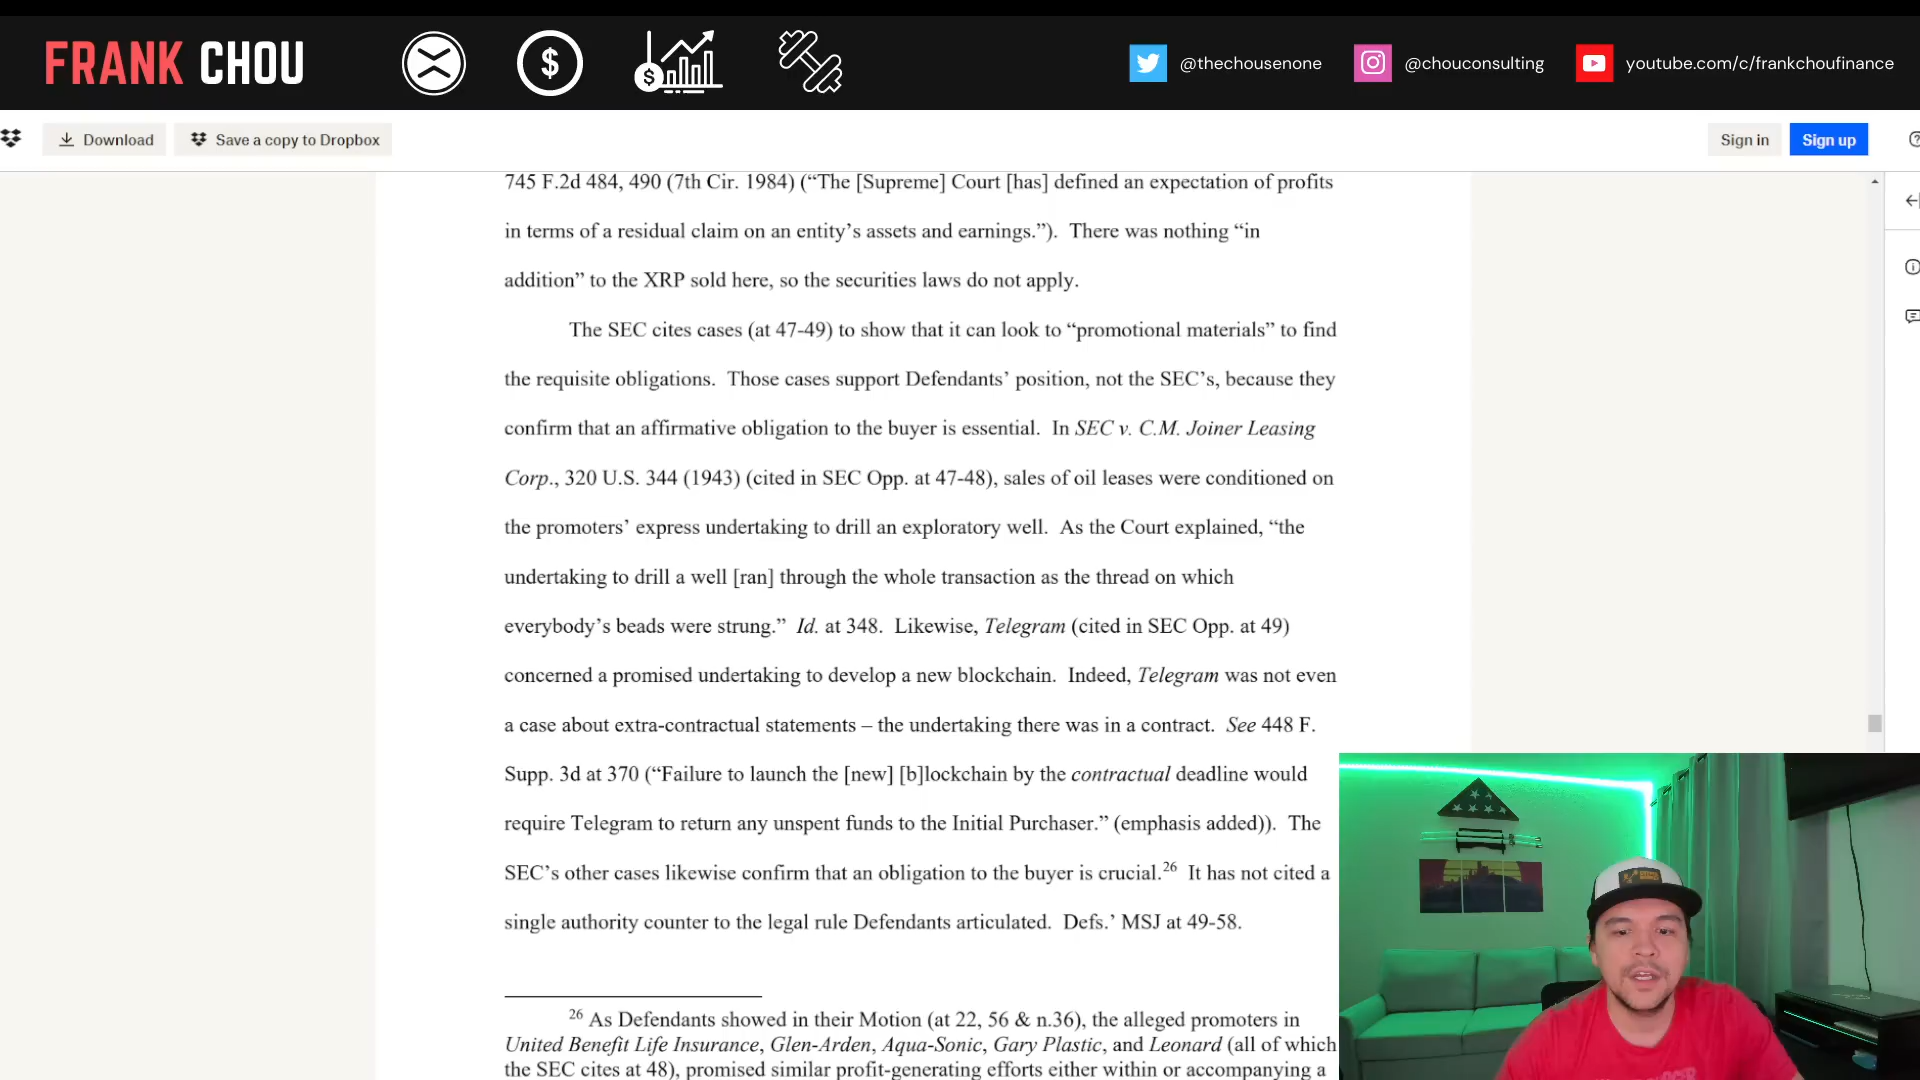 FRANK CHOU
@thechousenone
@chouconsulting
youtube.com/c/frankchoufinance
Download
Save a copy to Dropbox
Sign in
Sign up
745 F.2d 484, 490 (7th Cir. 1984) (“The [Supreme] Court [has] defined an expectation of profits
in terms of a residual claim on an entity’s assets and earnings.”). There was nothing “in
addition” to the XRP sold here, so the securities laws do not apply.
The SEC cites cases (at 47-49) to show that it can look to “promotional materials” to find
the requisite obligations. Those cases support Defendants’ position, not the SEC’s, because they
confirm that an affirmative obligation to the buyer is essential. In SEC v. C.M. Joiner Leasing
Corp., 320 U.S. 344 (1943) (cited in SEC Opp. at 47-48), sales of oil leases were conditioned on
the promoters’ express undertaking to drill an exploratory well. As the Court explained, “the
undertaking to drill a well [ran] through the whole transaction as the thread on which
everybody’s beads were strung.” Id. at 348. Likewise, Telegram (cited in SEC Opp. at 49)
concerned a promised undertaking to develop a new blockchain. Indeed, Telegram was not even
a case about extra-contractual statements – the undertaking there was in a contract. See 448 F.
Supp. 3d at 370 (“Failure to launch the [new] [b]lockchain by the contractual deadline would
require Telegram to return any unspent funds to the Initial Purchaser.” (emphasis added)). The
SEC’s other cases likewise confirm that an obligation to the buyer is crucial.26 It has not cited a
single authority counter to the legal rule Defendants articulated. Defs.’ MSJ at 49-58.
26 As Defendants showed in their Motion (at 22, 56 & n.36), the alleged promoters in
United Benefit Life Insurance, Glen-Arden, Aqua-Sonic, Gary Plastic, and Leonard (all of which
the SEC cites at 48), promised similar profit-generating efforts either within or accompanying a